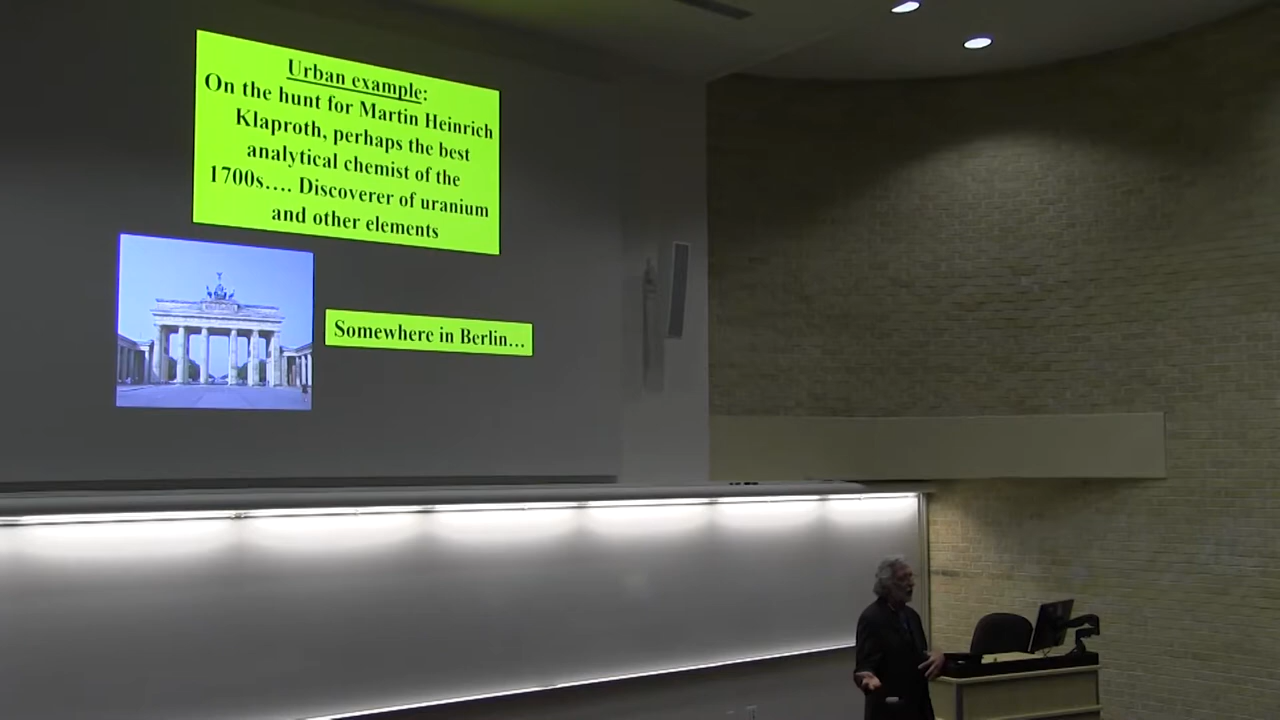 Urban example:
On the hunt for Martin Heinrich
Klaproth, perhaps the best
analytical chemist of the
1700s…. Discoverer of uranium
and other elements
Somewhere in Berlin…